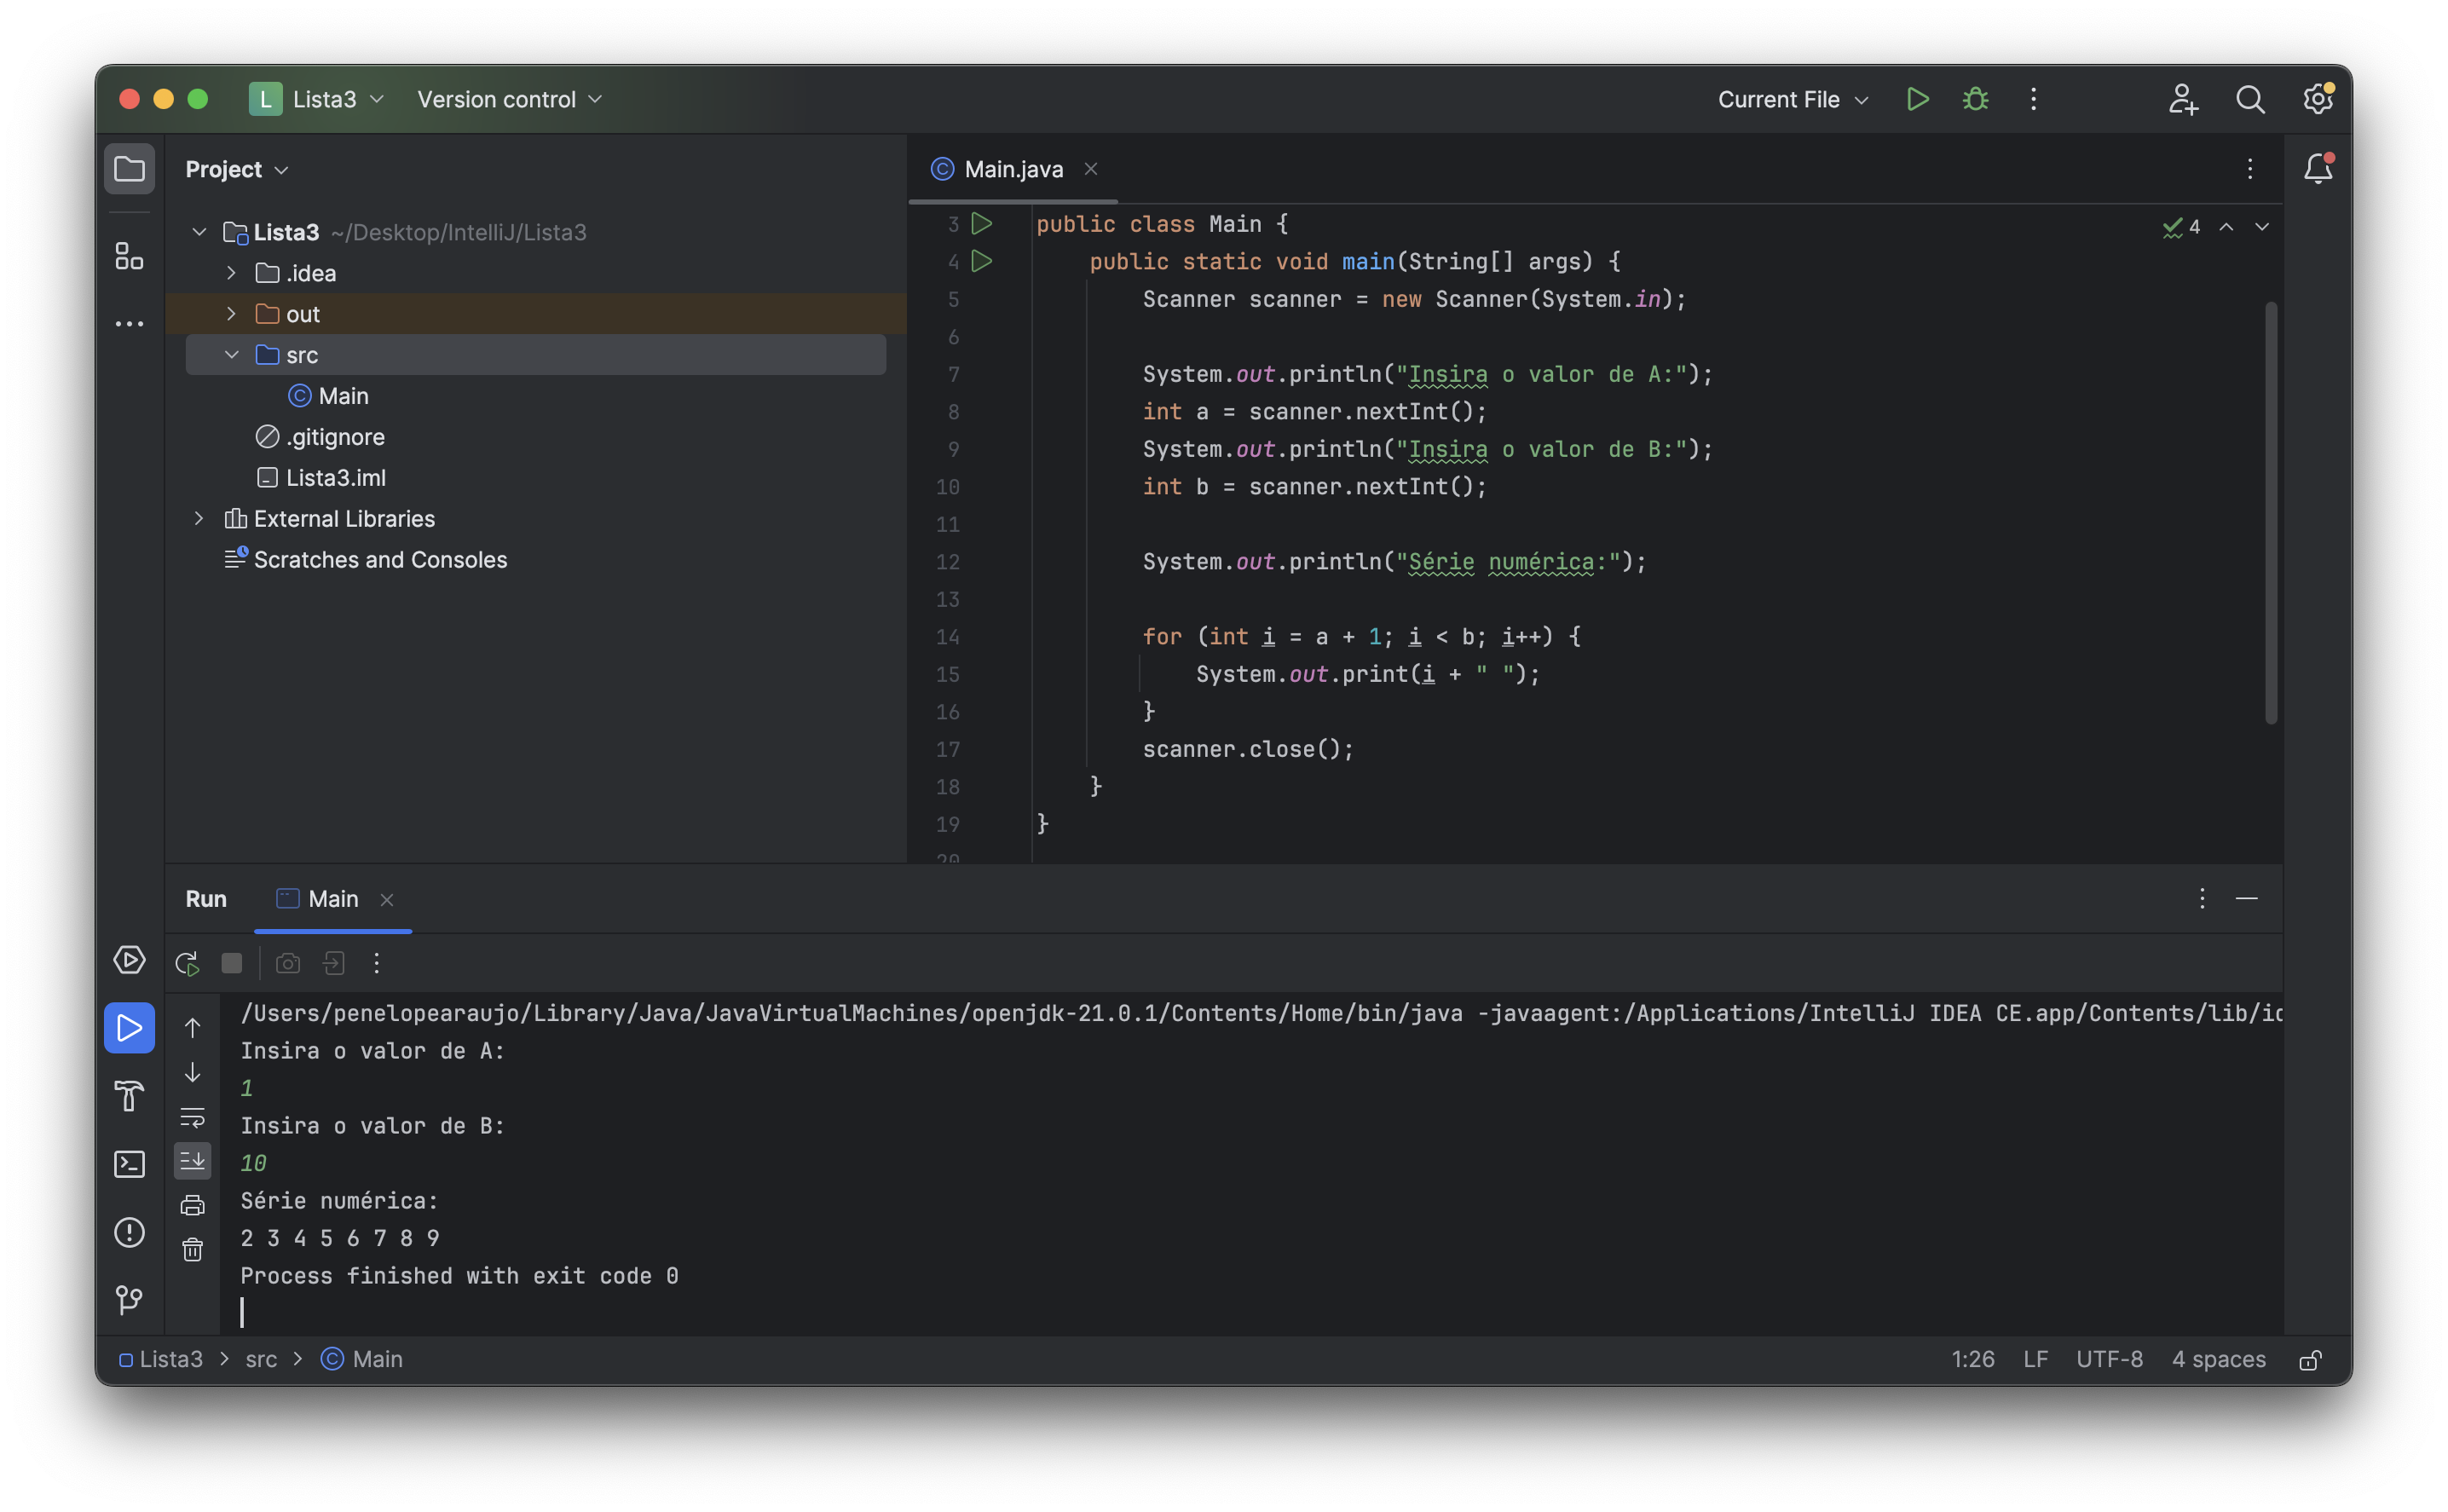 L Lista3 Version control Current File
Project
Lista3 ~/Desktop/IntelliJ/Lista3
.idea
out
src
Main
.gitignore
Lista3.iml
External Libraries
Scratches and Consoles
Main.java
4
3 public class Main {
4 public static void main(String[] args) {
5 Scanner scanner = new Scanner(System.in);
6
7 System.out.println("Insira o valor de A:");
8 int a = scanner.nextInt();
9 System.out.println("Insira o valor de B:");
10 int b = scanner.nextInt();
11
12 System.out.println("Série numérica:");
13
14 for (int i = a + 1; i < b; i++) {
15 System.out.print(i + " ");
16 }
17 scanner.close();
18 }
19 }
20
Run Main
/Users/penelopearaujo/Library/Java/JavaVirtualMachines/openjdk-21.0.1/Contents/Home/bin/java -javaagent:/Applications/IntelliJ IDEA CE.app/Contents/lib/
Insira o valor de A:
1
Insira o valor de B:
10
Série numérica:
2 3 4 5 6 7 8 9
Process finished with exit code 0
Lista3 > src > Main 1:26 LF UTF-8 4 spaces